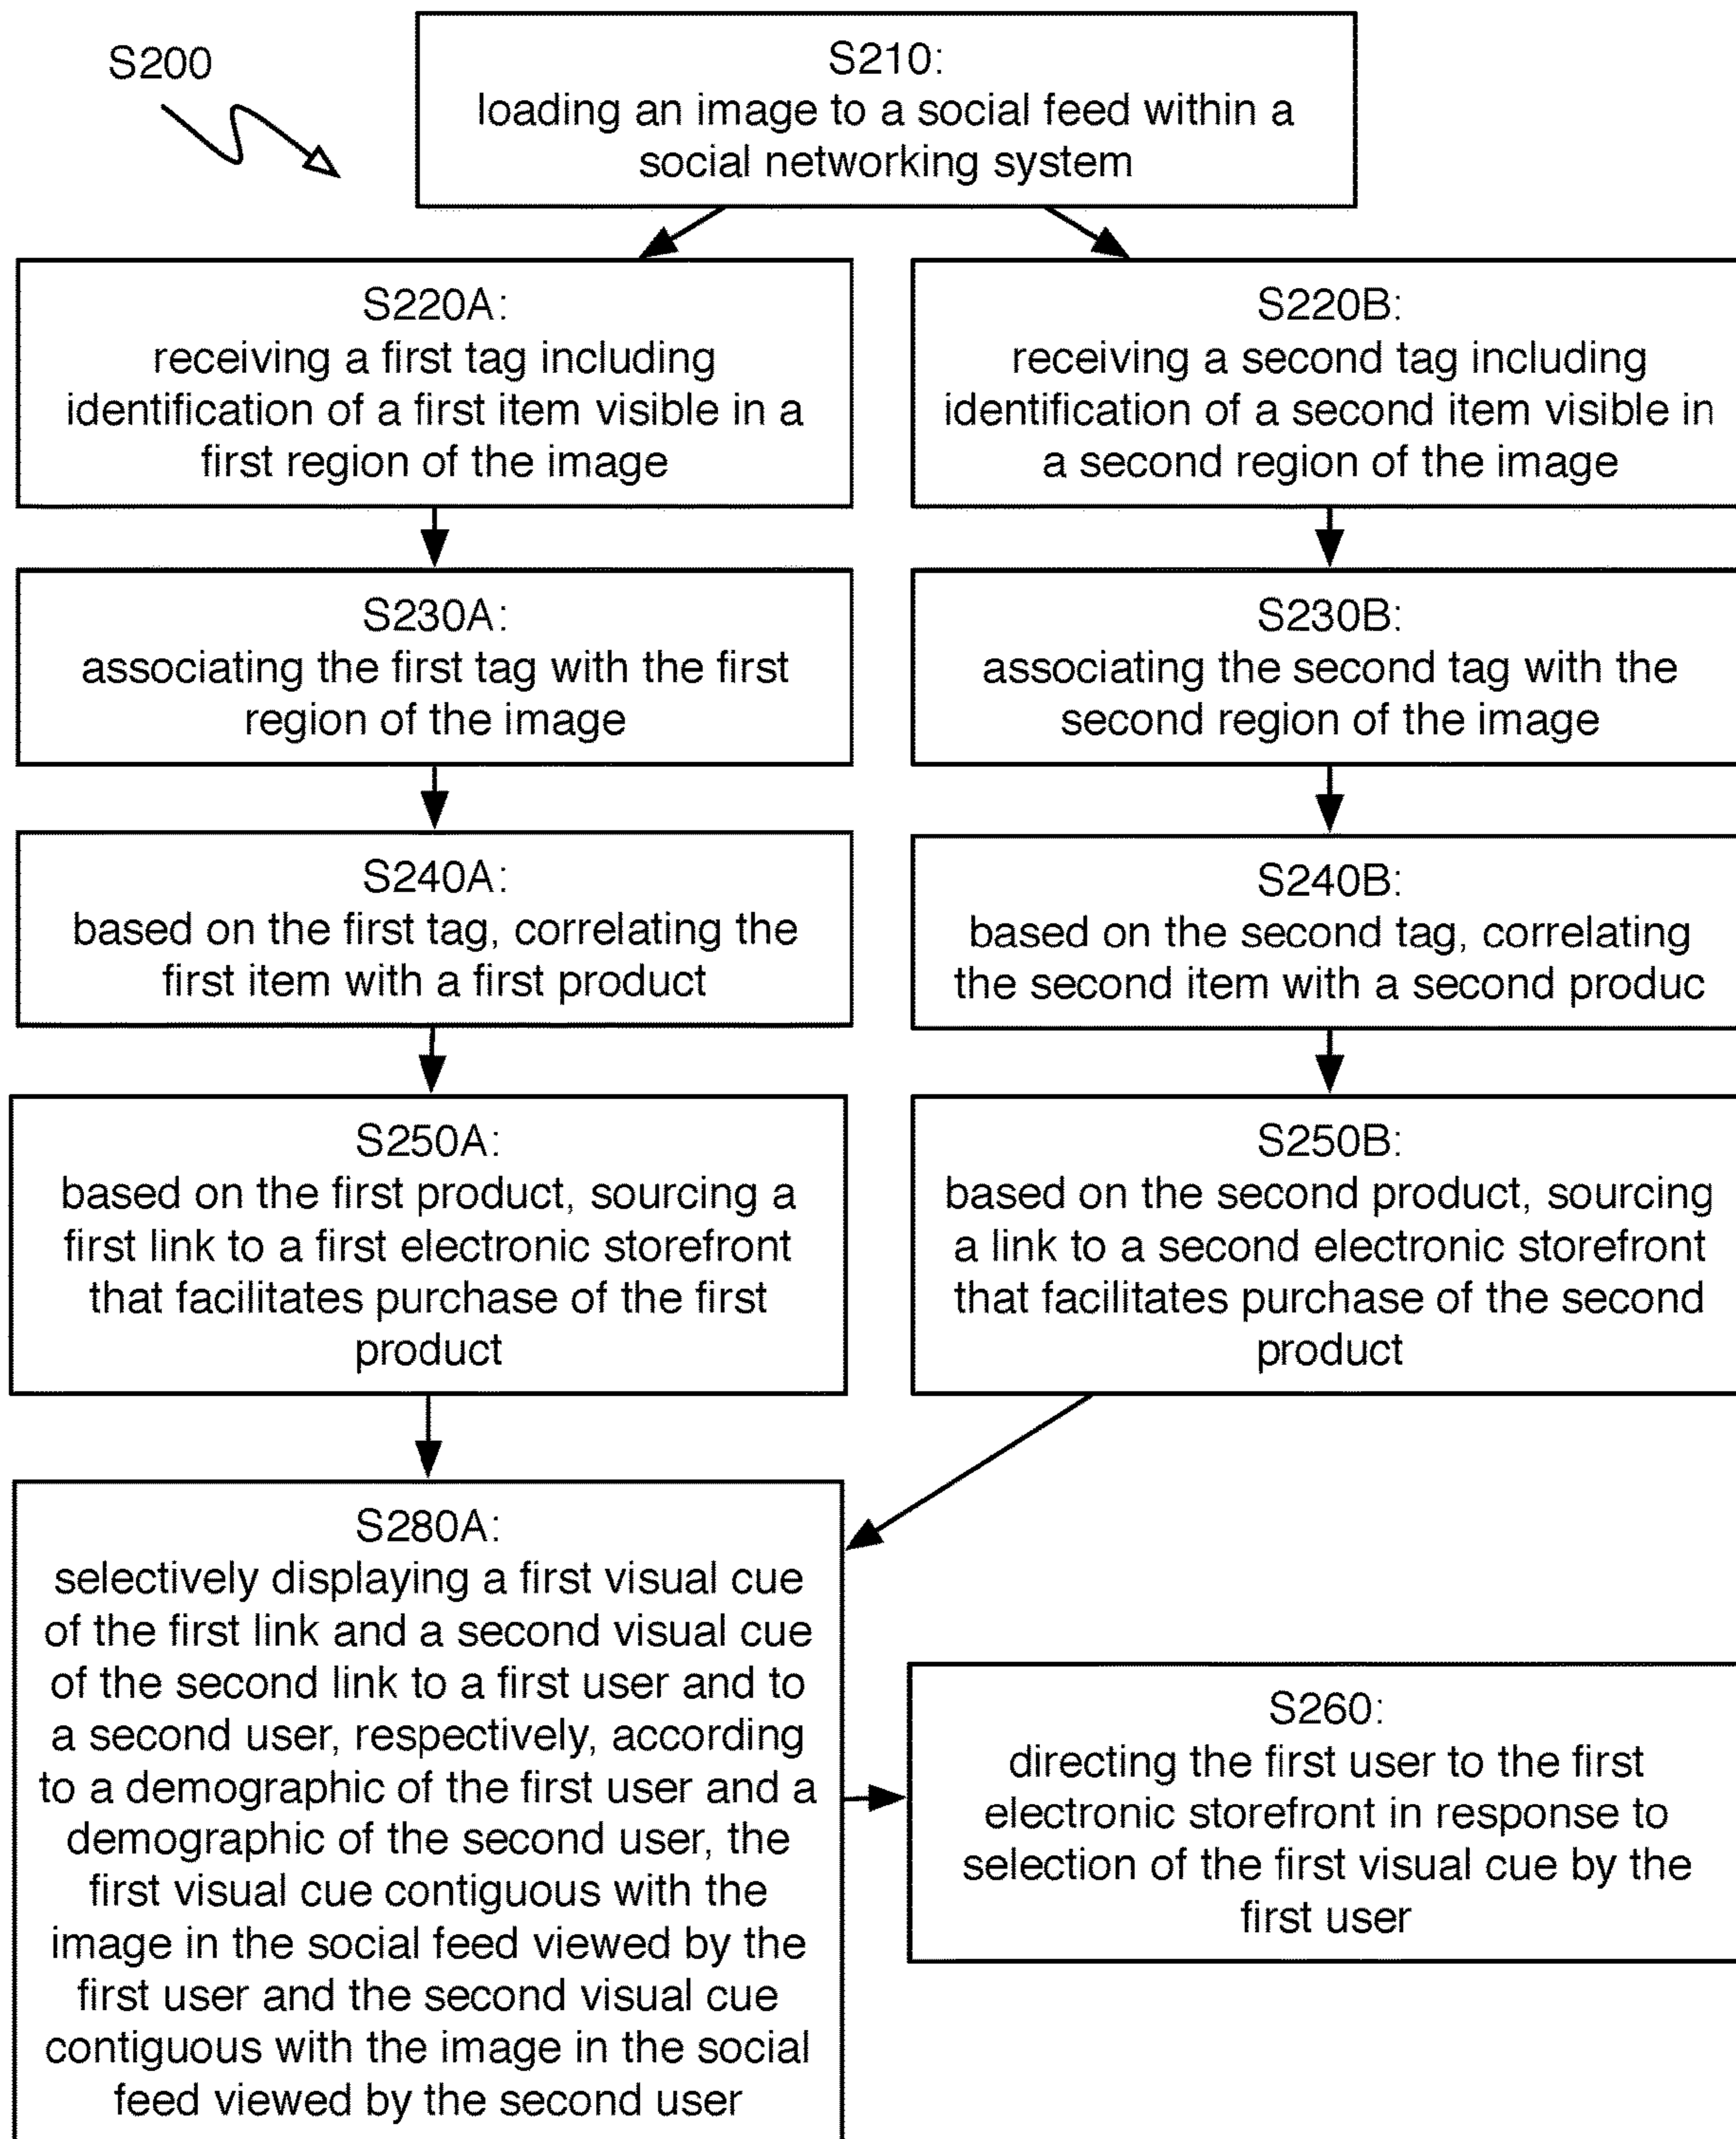 S200
S210:
loading an image to a social feed within a
social networking system
S220A:
receiving a first tag including
identification of a first item visible in a
first region of the image
S220B:
receiving a second tag including
identification of a second item visible in
a second region of the image
S230A:
associating the first tag with the first
region of the image
S230B:
associating the second tag with the
second region of the image
S240A:
based on the first tag, correlating the
first item with a first product
S240B:
based on the second tag, correlating
the second item with a second produc
S250A:
based on the first product, sourcing a
first link to a first electronic storefront
that facilitates purchase of the first
product
S250B:
based on the second product, sourcing
a link to a second electronic storefront
that facilitates purchase of the second
product
S280A:
selectively displaying a first visual cue
of the first link and a second visual cue
of the second link to a first user and to
a second user, respectively, according
to a demographic of the first user and a
demographic of the second user, the
first visual cue contiguous with the
image in the social feed viewed by the
first user and the second visual cue
contiguous with the image in the social
feed viewed by the second user
S260:
directing the first user to the first
electronic storefront in response to
selection of the first visual cue by the
first user